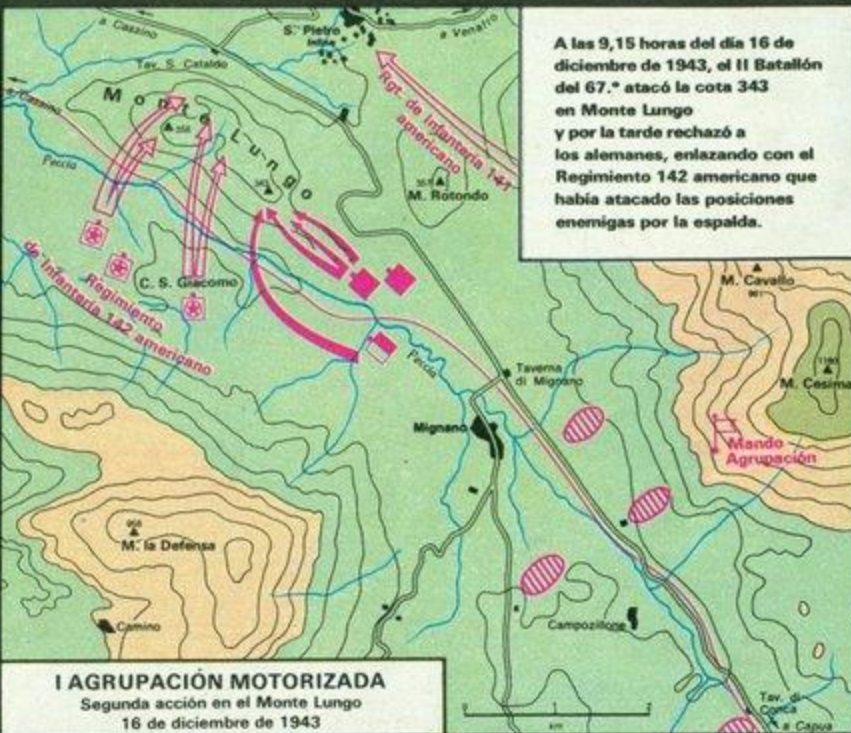 a Cassino
S. Pietro
Infine
a Venafro
A las 9,15 horas del día 16 de
diciembre de 1943, el II Batallón
del 67.º atacó la cota 343
en Monte Lungo
y por la tarde rechazó a
los alemanes, enlazando con el
Regimiento 142 americano que
había atacado las posiciones
enemigas por la espalda.
Tav. S. Cataldo
a Cassino
Monte Lungo
343
Rgt. de Infantería 141
americano
M. Rotondo
Peccia
C. S. Giacomo
Regimiento
de Infantería 142 americano
M. Cavallo
M. Cesima
Peccia
Taverna
di Mignano
Mignano
Mando
Agrupación
M. la Defensa
Camino
Campozillone
I AGRUPACIÓN MOTORIZADA
Segunda acción en el Monte Lungo
16 de diciembre de 1943
0
1
2
km
Tav. di
Conca
a Capua